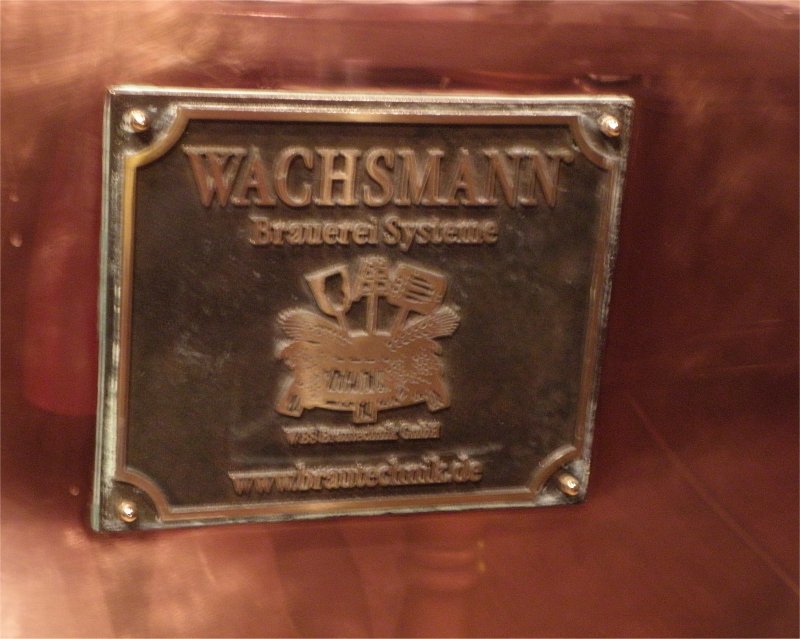 WACHSMANN
Brauerei Systeme
WBS Brautechnik GmbH
www.brautechnik.de